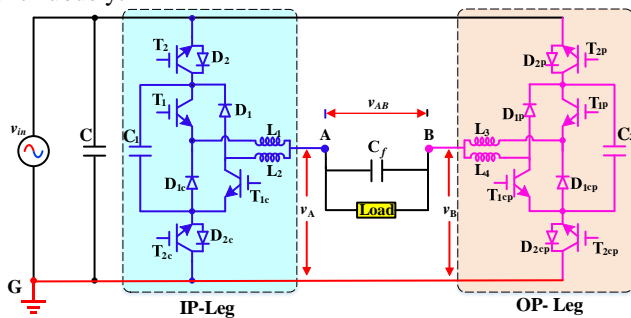 T2
D2
T1
D1
vin
C
C1
L1
L2
D1c
T1c
T2c
D2c
vA
G
IP-Leg
vAB
A
B
Cf
Load
vB
D2p
T2p
D1p
T1p
L3
L4
C
T1cp
D1cp
D2cp
T2cp
OP- Leg